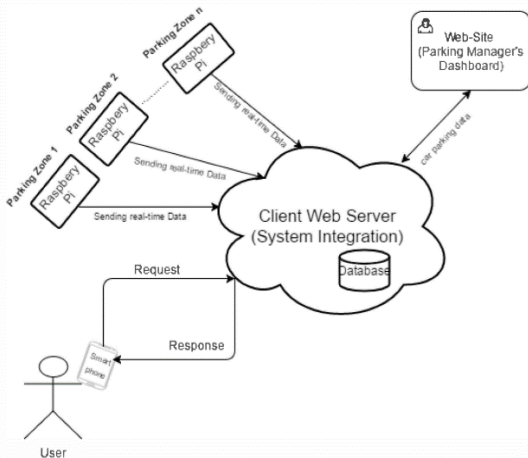 Parking Zone n
Raspbery
Pi
Parking Zone 2
Raspbery
Pi
Parking Zone 1
Raspbery
Pi
Sending real-time Data
Sending real-time Data
Sending real-time Data
Web-Site
(Parking Manager's
Dashboard)
car parking data
Client Web Server
(System Integration)
Database
Request
Response
Smart
phone
User